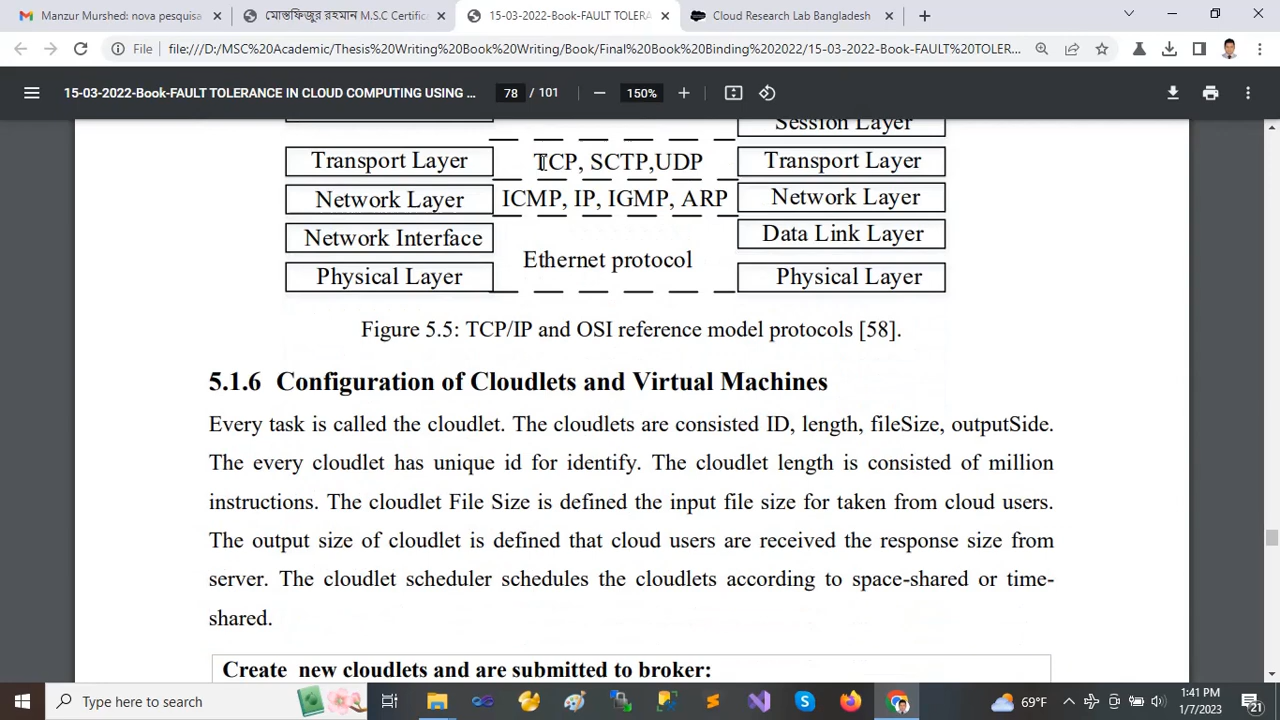 Manzur Murshed: nova pesquisa
মোস্তফিজুর রহমান M.S.C Certific
15-03-2022-Book-FAULT TOLERA
Cloud Research Lab Bangladesh
File
file:///D:/MSC%20Academic/Thesis%20Writing%20Book%20Writing/Book/Final%20Book%20Binding%202022/15-03-2022-Book-FAULT%20TOLER...
15-03-2022-Book-FAULT TOLERANCE IN CLOUD COMPUTING USING ...
78 / 101
150%
Session Layer
Transport Layer TCP, SCTP,UDP Transport Layer
Network Layer ICMP, IP, IGMP, ARP Network Layer
Network Interface Data Link Layer
Ethernet protocol
Physical Layer Physical Layer
Figure 5.5: TCP/IP and OSI reference model protocols [58].
5.1.6 Configuration of Cloudlets and Virtual Machines
Every task is called the cloudlet. The cloudlets are consisted ID, length, fileSize, outputSide.
The every cloudlet has unique id for identify. The cloudlet length is consisted of million
instructions. The cloudlet File Size is defined the input file size for taken from cloud users.
The output size of cloudlet is defined that cloud users are received the response size from
server. The cloudlet scheduler schedules the cloudlets according to space-shared or time-
shared.
Create new cloudlets and are submitted to broker:
Type here to search
69°F
1:41 PM
1/7/2023
21